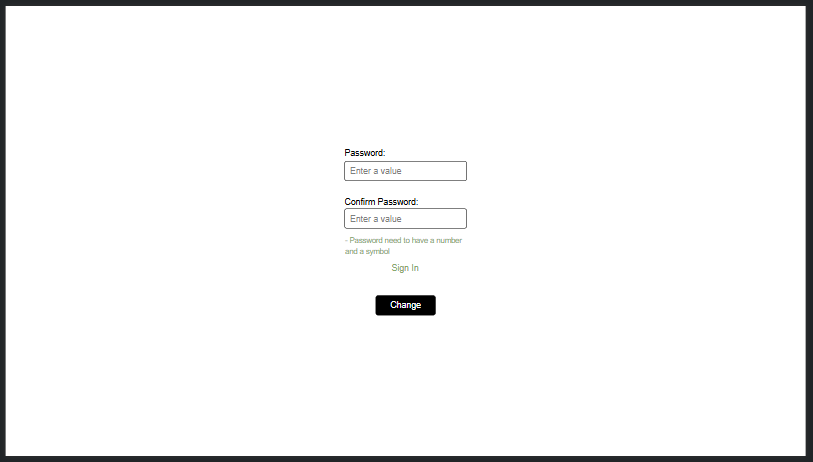 Password:
Enter a value
Confirm Password:
Enter a value
- Password need to have a number
and a symbol
Sign In
Change